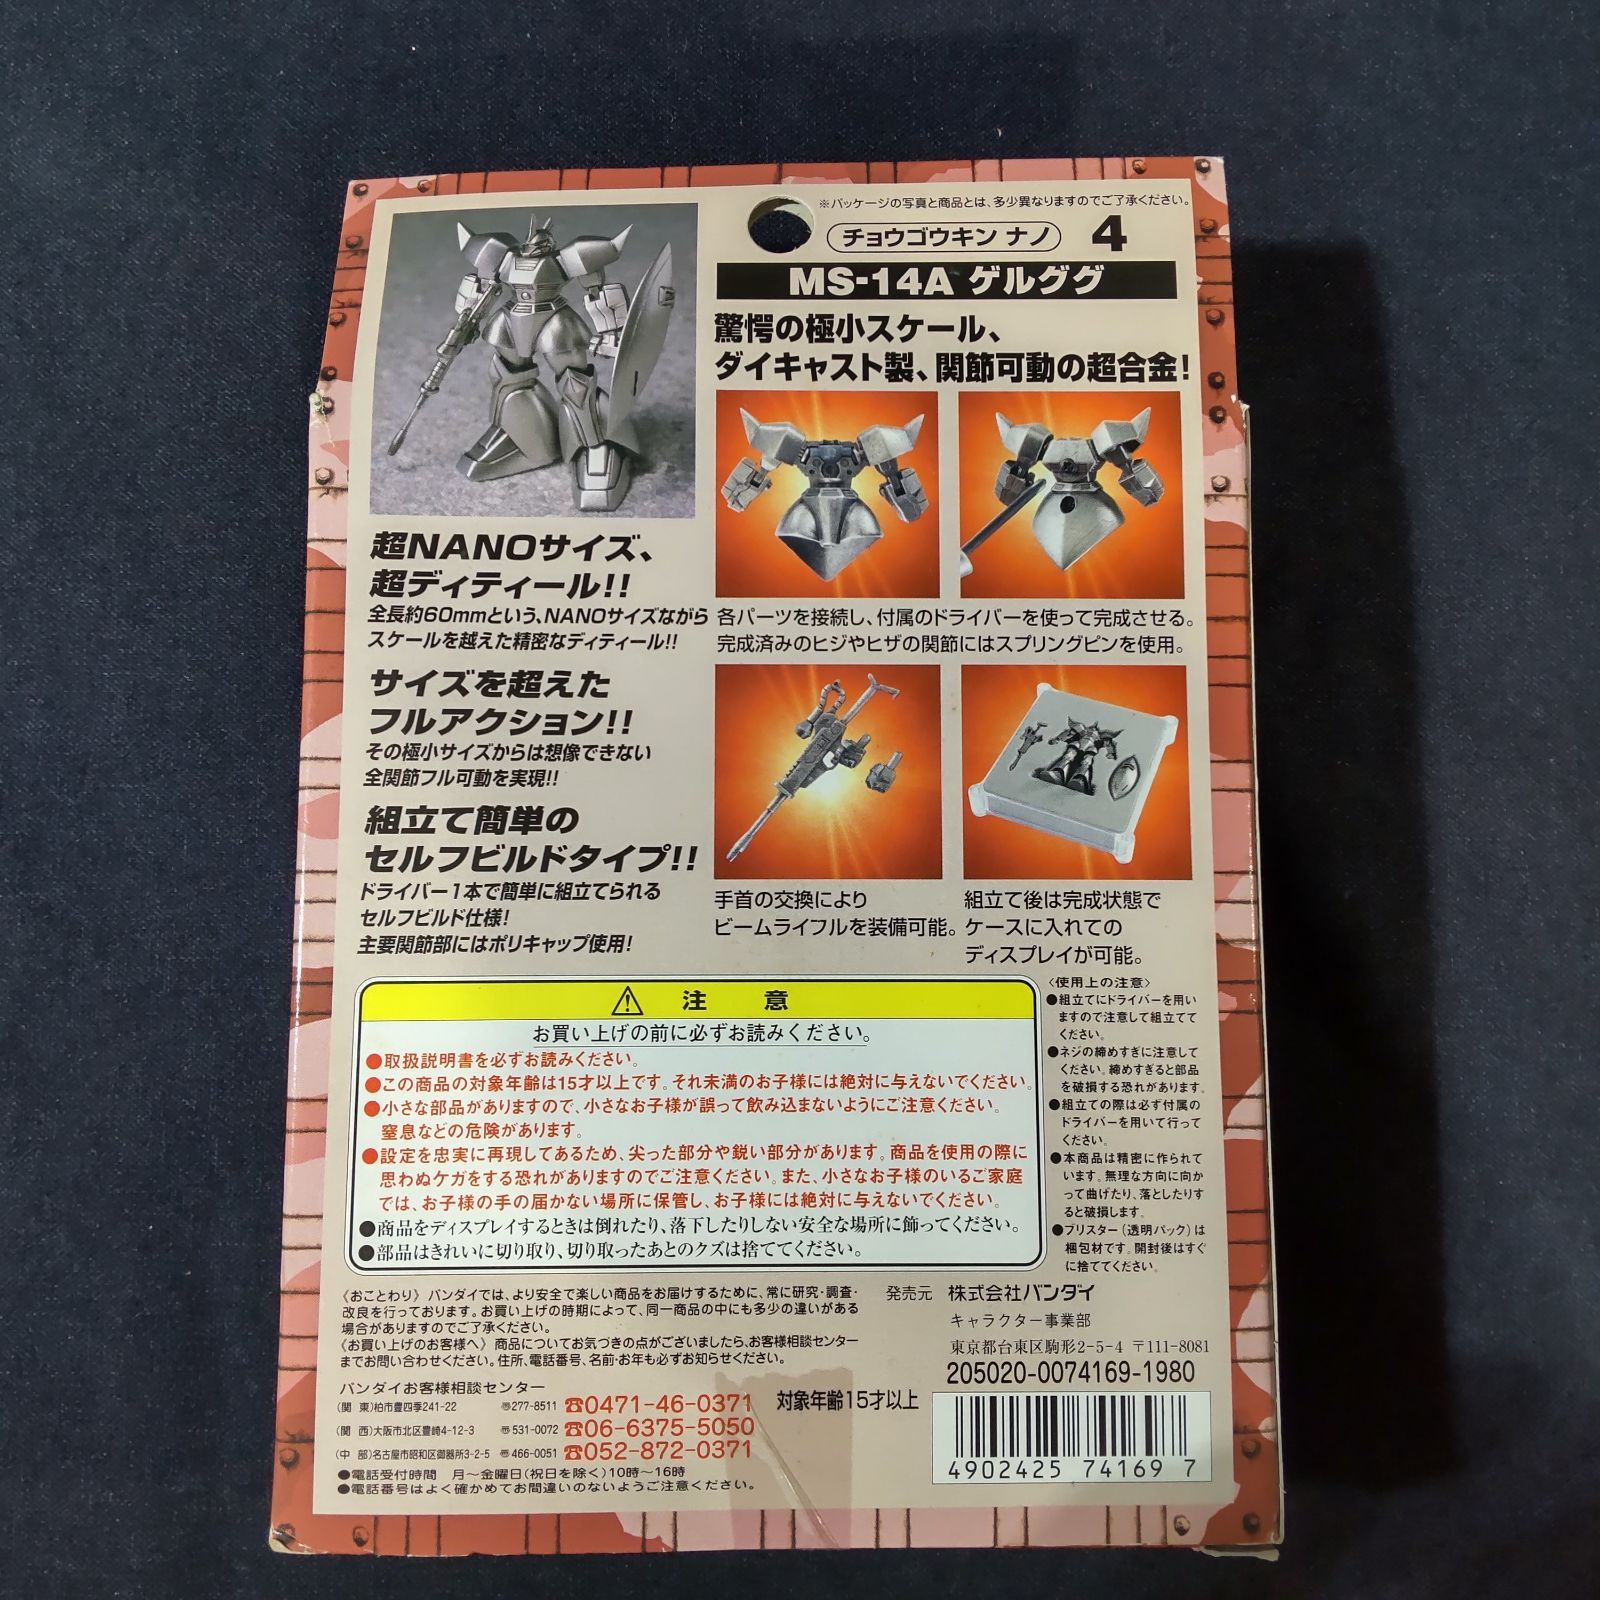 ※パッケージの写真と商品とは、多少異なりますのでご了承ください。
チョウゴウキン ナノ 4
MS-14A ゲルググ
驚愕の極小スケール、
ダイキャスト製、関節可動の超合金!
超NANOサイズ、
超ディティール!!
全長約60mmという、NANOサイズながら
スケールを越えた精密なディティール!!
サイズを超えた
フルアクション!!
その極小サイズからは想像できない
全関節フル可動を実現!!
組立て簡単の
セルフビルドタイプ!!
ドライバー1本で簡単に組立てられる
セルフビルド仕様!
主要関節部にはポリキャップ使用!
各パーツを接続し、付属のドライバーを使って完成させる。
完成済みのヒジやヒザの関節にはスプリングピンを使用。
手首の交換により
ビームライフルを装備可能。
組立て後は完成状態で
ケースに入れての
ディスプレイが可能。
注 意
お買い上げの前に必ずお読みください。
●取扱説明書を必ずお読みください。
●この商品の対象年齢は15才以上です。それ未満のお子様には絶対に与えないでください。
●小さな部品がありますので、小さなお子様が誤って飲み込まないようにご注意ください。
窒息などの危険があります。
●設定を忠実に再現してあるため、尖った部分や鋭い部分があります。商品を使用の際に
思わぬケガをする恐れがありますのでご注意ください。また、小さなお子様のいるご家庭
では、お子様の手の届かない場所に保管し、お子様には絶対に与えないでください。
●商品をディスプレイするときは倒れたり、落下したりしない安全な場所に飾ってください。
●部品はきれいに切り取り、切り取ったあとのクズは捨ててください。
〈使用上の注意〉
●組立てにドライバーを用い
ますので注意して組立てて
ください。
●ネジの締めすぎに注意して
ください。締めすぎると部品
を破損する恐れがあります。
●組立ての際は必ず付属の
ドライバーを用いて行って
ください。
●本商品は精密に作られて
います。無理な方向に向か
って曲げたり、落としたりす
ると破損します。
●ブリスター(透明パック)は
梱包材です。開封後はすぐ
に捨ててください。
《おことわり》バンダイでは、より安全で楽しい商品をお届けするために、常に研究・調査・
改良を行っております。お買い上げの時期によって、同一商品の中にも多少の違いがある
場合がありますのでご了承ください。
《お買い上げのお客様へ》商品についてお気づきの点がございましたら、お客様相談センター
までお問い合わせください。住所、電話番号、名前・お年も必ずお知らせください。
バンダイお客様相談センター
(関 東)柏市豊四季241-22 〒277-8511 ☎0471-46-0371
(関 西)大阪市北区豊崎4-12-3 〒531-0072 ☎06-6375-5050
(中 部)名古屋市昭和区御器所3-2-5 〒466-0051 ☎052-872-0371
●電話受付時間 月〜金曜日(祝日を除く)10時〜16時
●電話番号はよく確かめてお間違いのないようご注意ください。
対象年齢15才以上
発売元 株式会社バンダイ
キャラクター事業部
東京都台東区駒形2-5-4 〒111-8081
205020-0074169-1980
4902425 74169 7